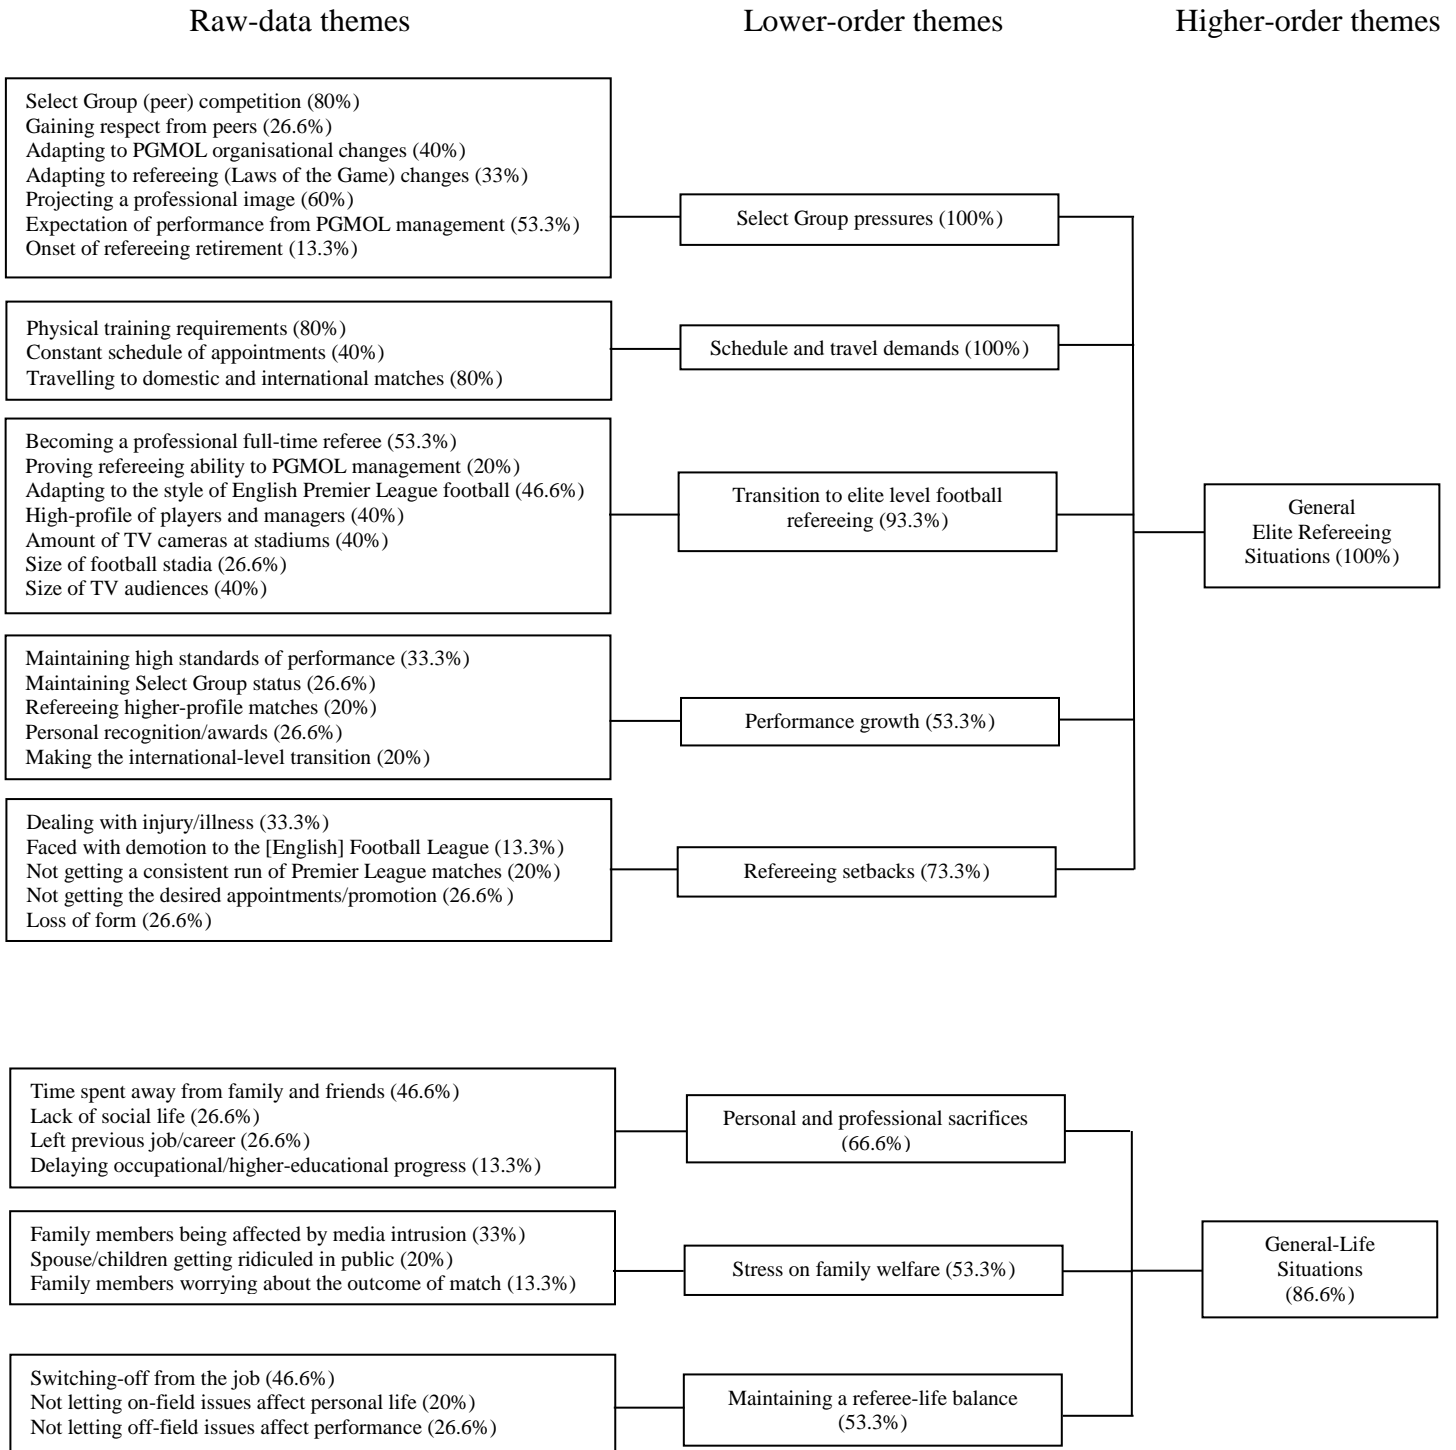 Raw-data themes
Lower-order themes
Higher-order themes
Select Group (peer) competition (80%)
Gaining respect from peers (26.6%)
Adapting to PGMOL organisational changes (40%)
Adapting to refereeing (Laws of the Game) changes (33%)
Projecting a professional image (60%)
Expectation of performance from PGMOL management (53.3%)
Onset of refereeing retirement (13.3%)
Select Group pressures (100%)
Physical training requirements (80%)
Constant schedule of appointments (40%)
Travelling to domestic and international matches (80%)
Schedule and travel demands (100%)
Becoming a professional full-time referee (53.3%)
Proving refereeing ability to PGMOL management (20%)
Adapting to the style of English Premier League football (46.6%)
High-profile of players and managers (40%)
Amount of TV cameras at stadiums (40%)
Size of football stadia (26.6%)
Size of TV audiences (40%)
Transition to elite level football
refereeing (93.3%)
General
Elite Refereeing
Situations (100%)
Maintaining high standards of performance (33.3%)
Maintaining Select Group status (26.6%)
Refereeing higher-profile matches (20%)
Personal recognition/awards (26.6%)
Making the international-level transition (20%)
Performance growth (53.3%)
Dealing with injury/illness (33.3%)
Faced with demotion to the [English] Football League (13.3%)
Not getting a consistent run of Premier League matches (20%)
Not getting the desired appointments/promotion (26.6%)
Loss of form (26.6%)
Refereeing setbacks (73.3%)
Time spent away from family and friends (46.6%)
Lack of social life (26.6%)
Left previous job/career (26.6%)
Delaying occupational/higher-educational progress (13.3%)
Personal and professional sacrifices
(66.6%)
Family members being affected by media intrusion (33%)
Spouse/children getting ridiculed in public (20%)
Family members worrying about the outcome of match (13.3%)
Stress on family welfare (53.3%)
General-Life
Situations
(86.6%)
Switching-off from the job (46.6%)
Not letting on-field issues affect personal life (20%)
Not letting off-field issues affect performance (26.6%)
Maintaining a referee-life balance
(53.3%)